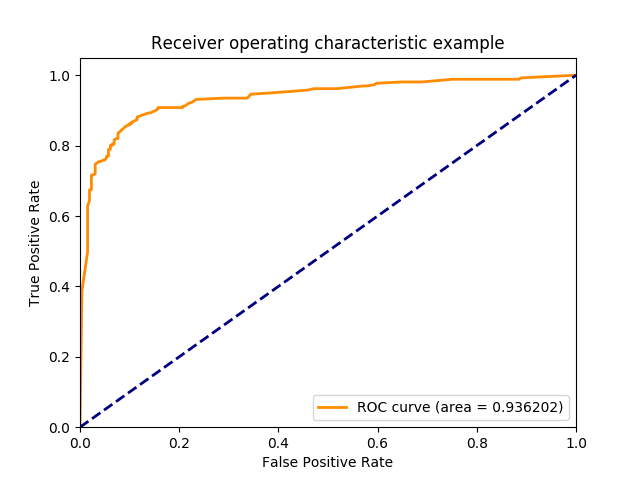 Receiver operating characteristic example
1.0
0.8
0.6
0.4
0.2
0.0
True Positive Rate
ROC curve (area = 0.936202)
0.0 0.2 0.4 0.6 0.8 1.0
False Positive Rate